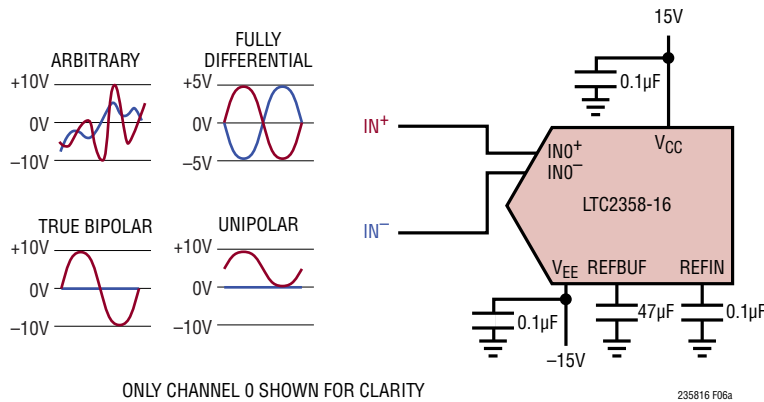 ARBITRARY
+10V
0V
–10V
FULLY
DIFFERENTIAL
+5V
0V
–5V
TRUE BIPOLAR
+10V
0V
–10V
UNIPOLAR
+10V
0V
–10V
15V
0.1µF
IN+
IN–
IN0+
IN0–
VCC
LTC2358-16
VEE
REFBUF
REFIN
0.1µF
47µF
0.1µF
–15V
ONLY CHANNEL 0 SHOWN FOR CLARITY
235816 F06a